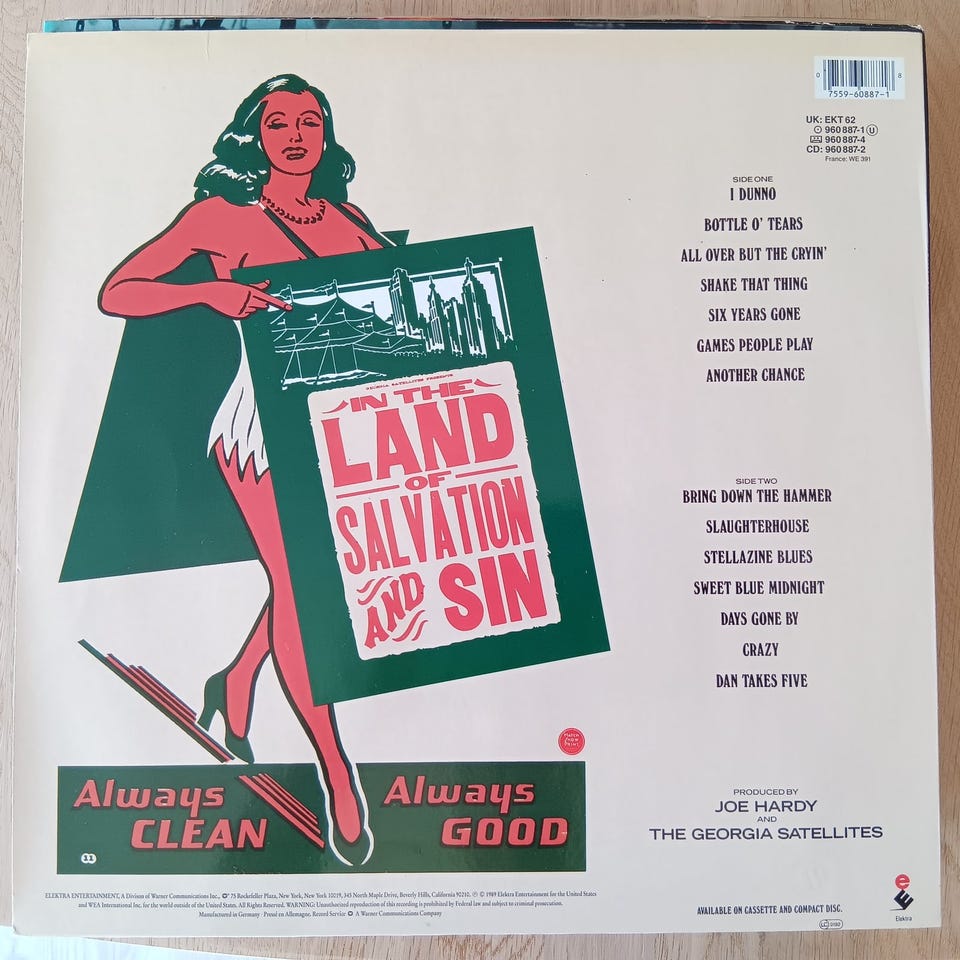 0
8
7559-60887-1
UK: EKT 62
960 887-1 U
960 887-4
CD: 960 887-2
France: WE 391
SIDE ONE
I DUNNO
BOTTLE O' TEARS
ALL OVER BUT THE CRYIN'
SHAKE THAT THING
SIX YEARS GONE
GAMES PEOPLE PLAY
ANOTHER CHANCE
SIDE TWO
BRING DOWN THE HAMMER
SLAUGHTERHOUSE
STELLAZINE BLUES
SWEET BLUE MIDNIGHT
DAYS GONE BY
CRAZY
DAN TAKES FIVE
GEORGIA SATELLITES PRESENTS
IN THE
LAND
OF
SALVATION
AND SIN
HATCH
SHOW
PRINT
Always
CLEAN
Always
GOOD
11
PRODUCED BY
JOE HARDY
AND
THE GEORGIA SATELLITES
ELEKTRA ENTERTAINMENT, A Division of Warner Communications Inc., 75 Rockefeller Plaza, New York, New York 10019, 345 North Maple Drive, Beverly Hills, California 90210. ℗ © 1989 Elektra Entertainment for the United States
and WEA International Inc. for the world outside of the United States. All Rights Reserved. WARNING: Unauthorized reproduction of this recording is prohibited by Federal law and subject to criminal prosecution.
Manufactured in Germany · Pressé en Allemagne, Record Service A Warner Communications Company
AVAILABLE ON CASSETTE AND COMPACT DISC.
LC 0192
e
E
Elektra